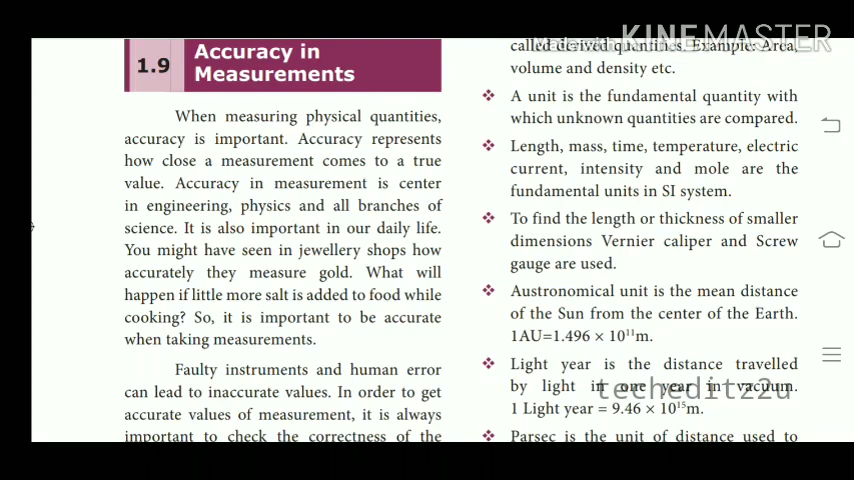 KINEMASTER
1.9
Accuracy in
Measurements
When measuring physical quantities,
accuracy is important. Accuracy represents
how close a measurement comes to a true
value. Accuracy in measurement is center
in engineering, physics and all branches of
science. It is also important in our daily life.
You might have seen in jewellery shops how
accurately they measure gold. What will
happen if little more salt is added to food while
cooking? So, it is important to be accurate
when taking measurements.
Faulty instruments and human error
can lead to inaccurate values. In order to get
accurate values of measurement, it is always
important to check the correctness of the
called derived quantities. Example: Area,
volume and density etc.
❖ A unit is the fundamental quantity with
which unknown quantities are compared.
❖ Length, mass, time, temperature, electric
current, intensity and mole are the
fundamental units in SI system.
❖ To find the length or thickness of smaller
dimensions Vernier caliper and Screw
gauge are used.
❖ Austronomical unit is the mean distance
of the Sun from the center of the Earth.
1AU=1.496 × 10¹¹m.
❖ Light year is the distance travelled
by light in one year in vacuum.
techeditz2u
1 Light year = 9.46 × 10¹⁵m.
❖ Parsec is the unit of distance used to